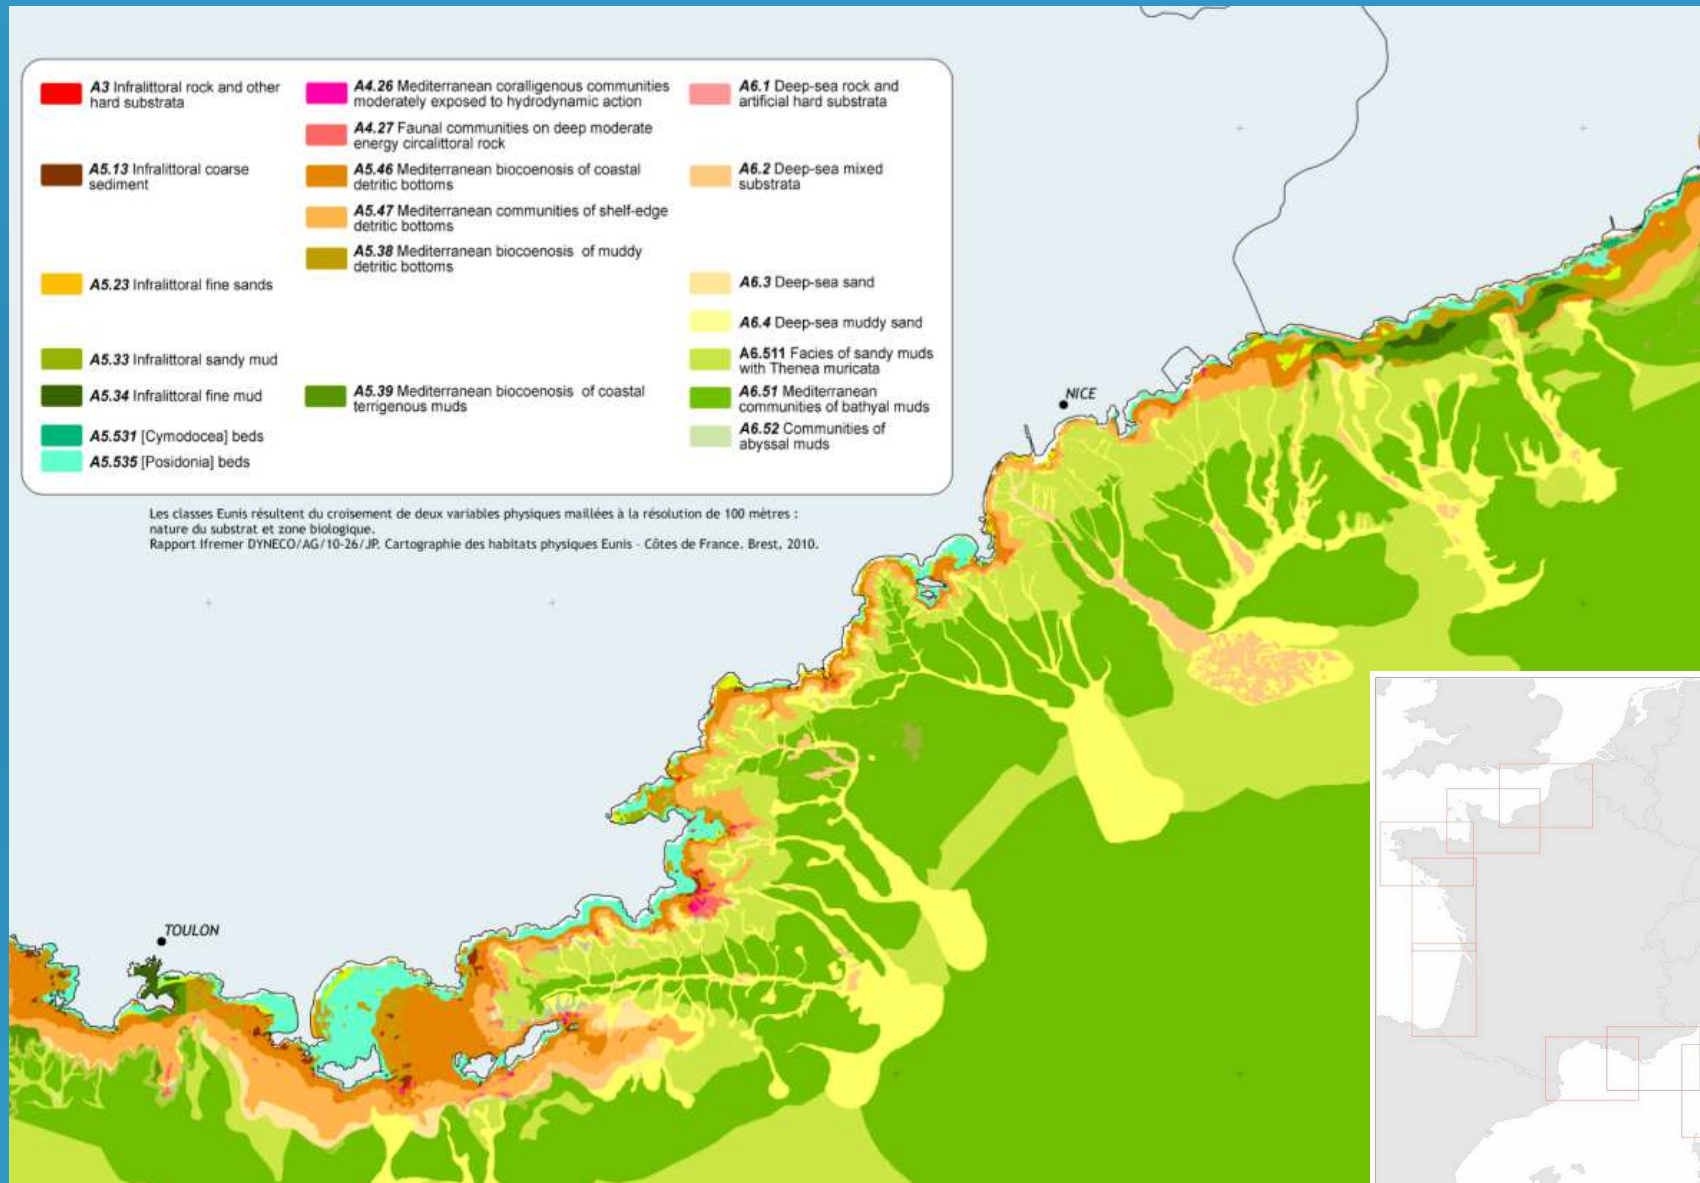 A3 Infralittoral rock and other
hard substrata
A5.13 Infralittoral coarse
sediment
A5.23 Infralittoral fine sands
A5.33 Infralittoral sandy mud
A5.34 Infralittoral fine mud
A5.531 [Cymodocea] beds
A5.535 [Posidonia] beds
A4.26 Mediterranean coralligenous communities
moderately exposed to hydrodynamic action
A4.27 Faunal communities on deep moderate
energy circalittoral rock
A5.46 Mediterranean biocoenosis of coastal
detritic bottoms
A5.47 Mediterranean communities of shelf-edge
detritic bottoms
A5.38 Mediterranean biocoenosis of muddy
detritic bottoms
A5.39 Mediterranean biocoenosis of coastal
terrigenous muds
A6.1 Deep-sea rock and
artificial hard substrata
A6.2 Deep-sea mixed
substrata
A6.3 Deep-sea sand
A6.4 Deep-sea muddy sand
A6.511 Facies of sandy muds
with Thenea muricata
A6.51 Mediterranean
communities of bathyal muds
A6.52 Communities of
abyssal muds
Les classes Eunis résultent du croisement de deux variables physiques maillées à la résolution de 100 mètres :
nature du substrat et zone biologique.
Rapport Ifremer DYNECO/AG/10-26/JP. Cartographie des habitats physiques Eunis - Côtes de France. Brest, 2010.
NICE
TOULON